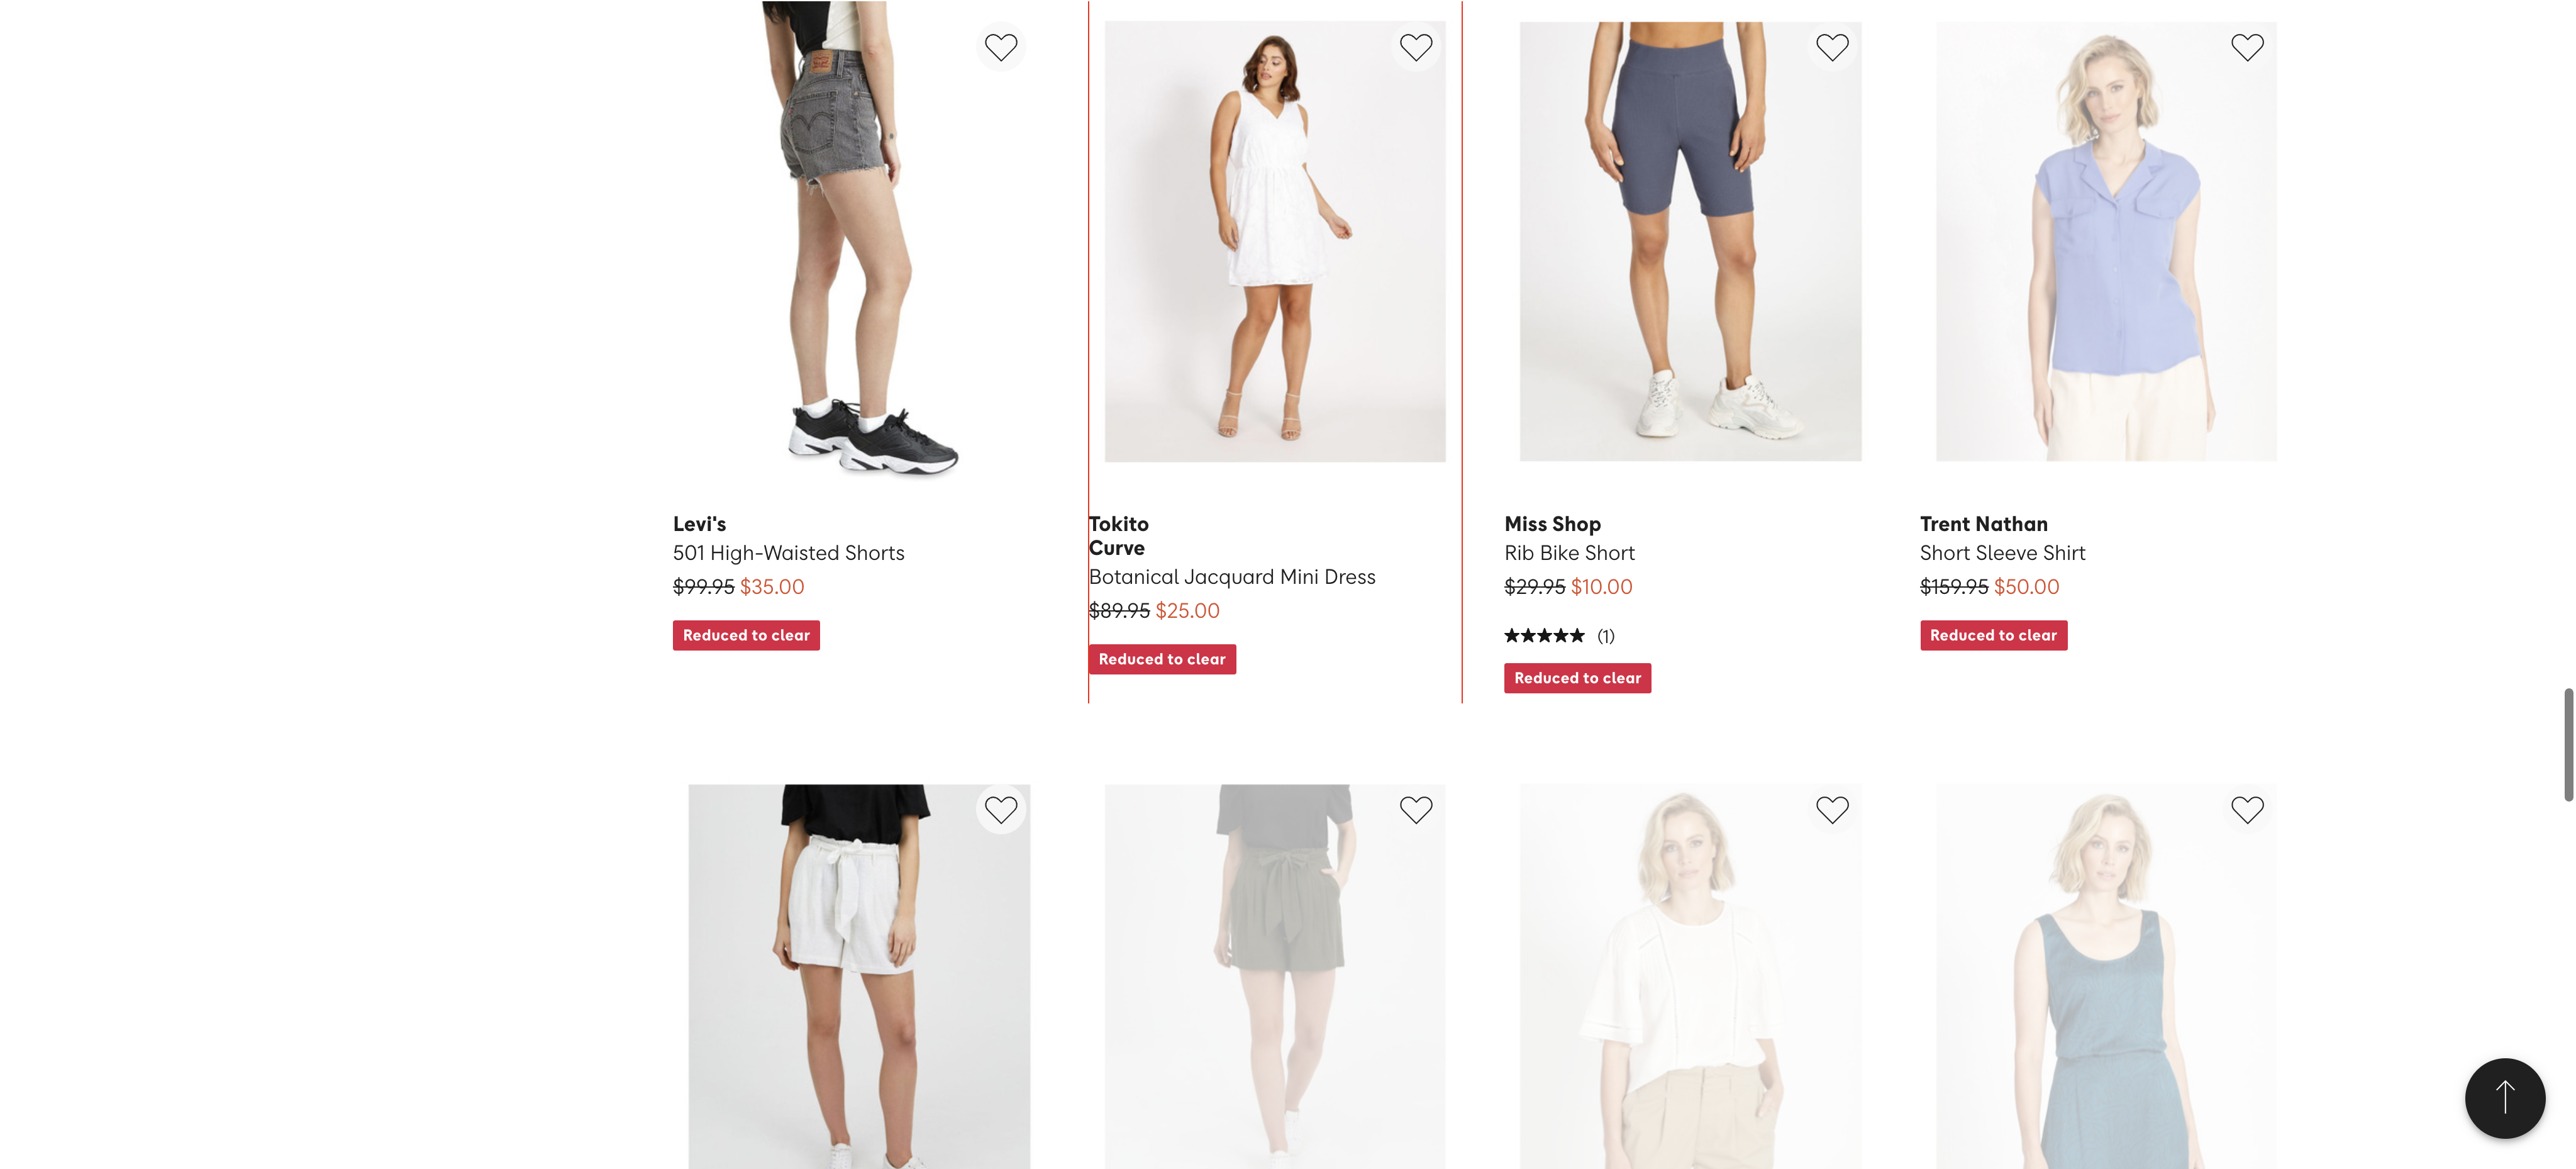 Levi's
501 High-Waisted Shorts
$99.95 $35.00
Reduced to clear
Tokito
Curve
Botanical Jacquard Mini Dress
$89.95 $25.00
Reduced to clear
Miss Shop
Rib Bike Short
$29.95 $10.00
★★★★★ (1)
Reduced to clear
Trent Nathan
Short Sleeve Shirt
$159.95 $50.00
Reduced to clear